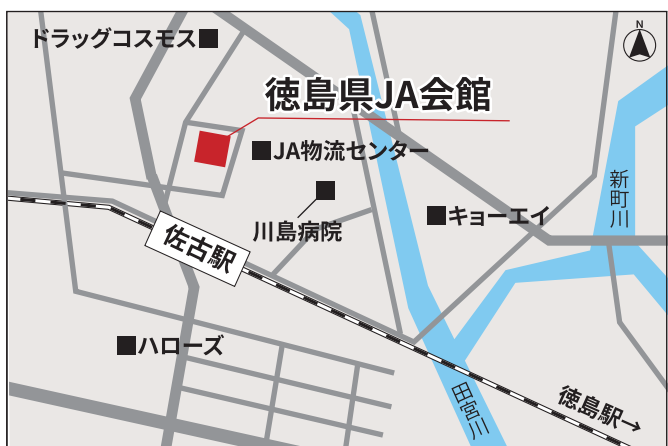 N
ドラッグコスモス
徳島県JA会館
JA物流センター
川島病院
キョーエイ
新町川
佐古駅
ハローズ
田宮川
徳島駅→